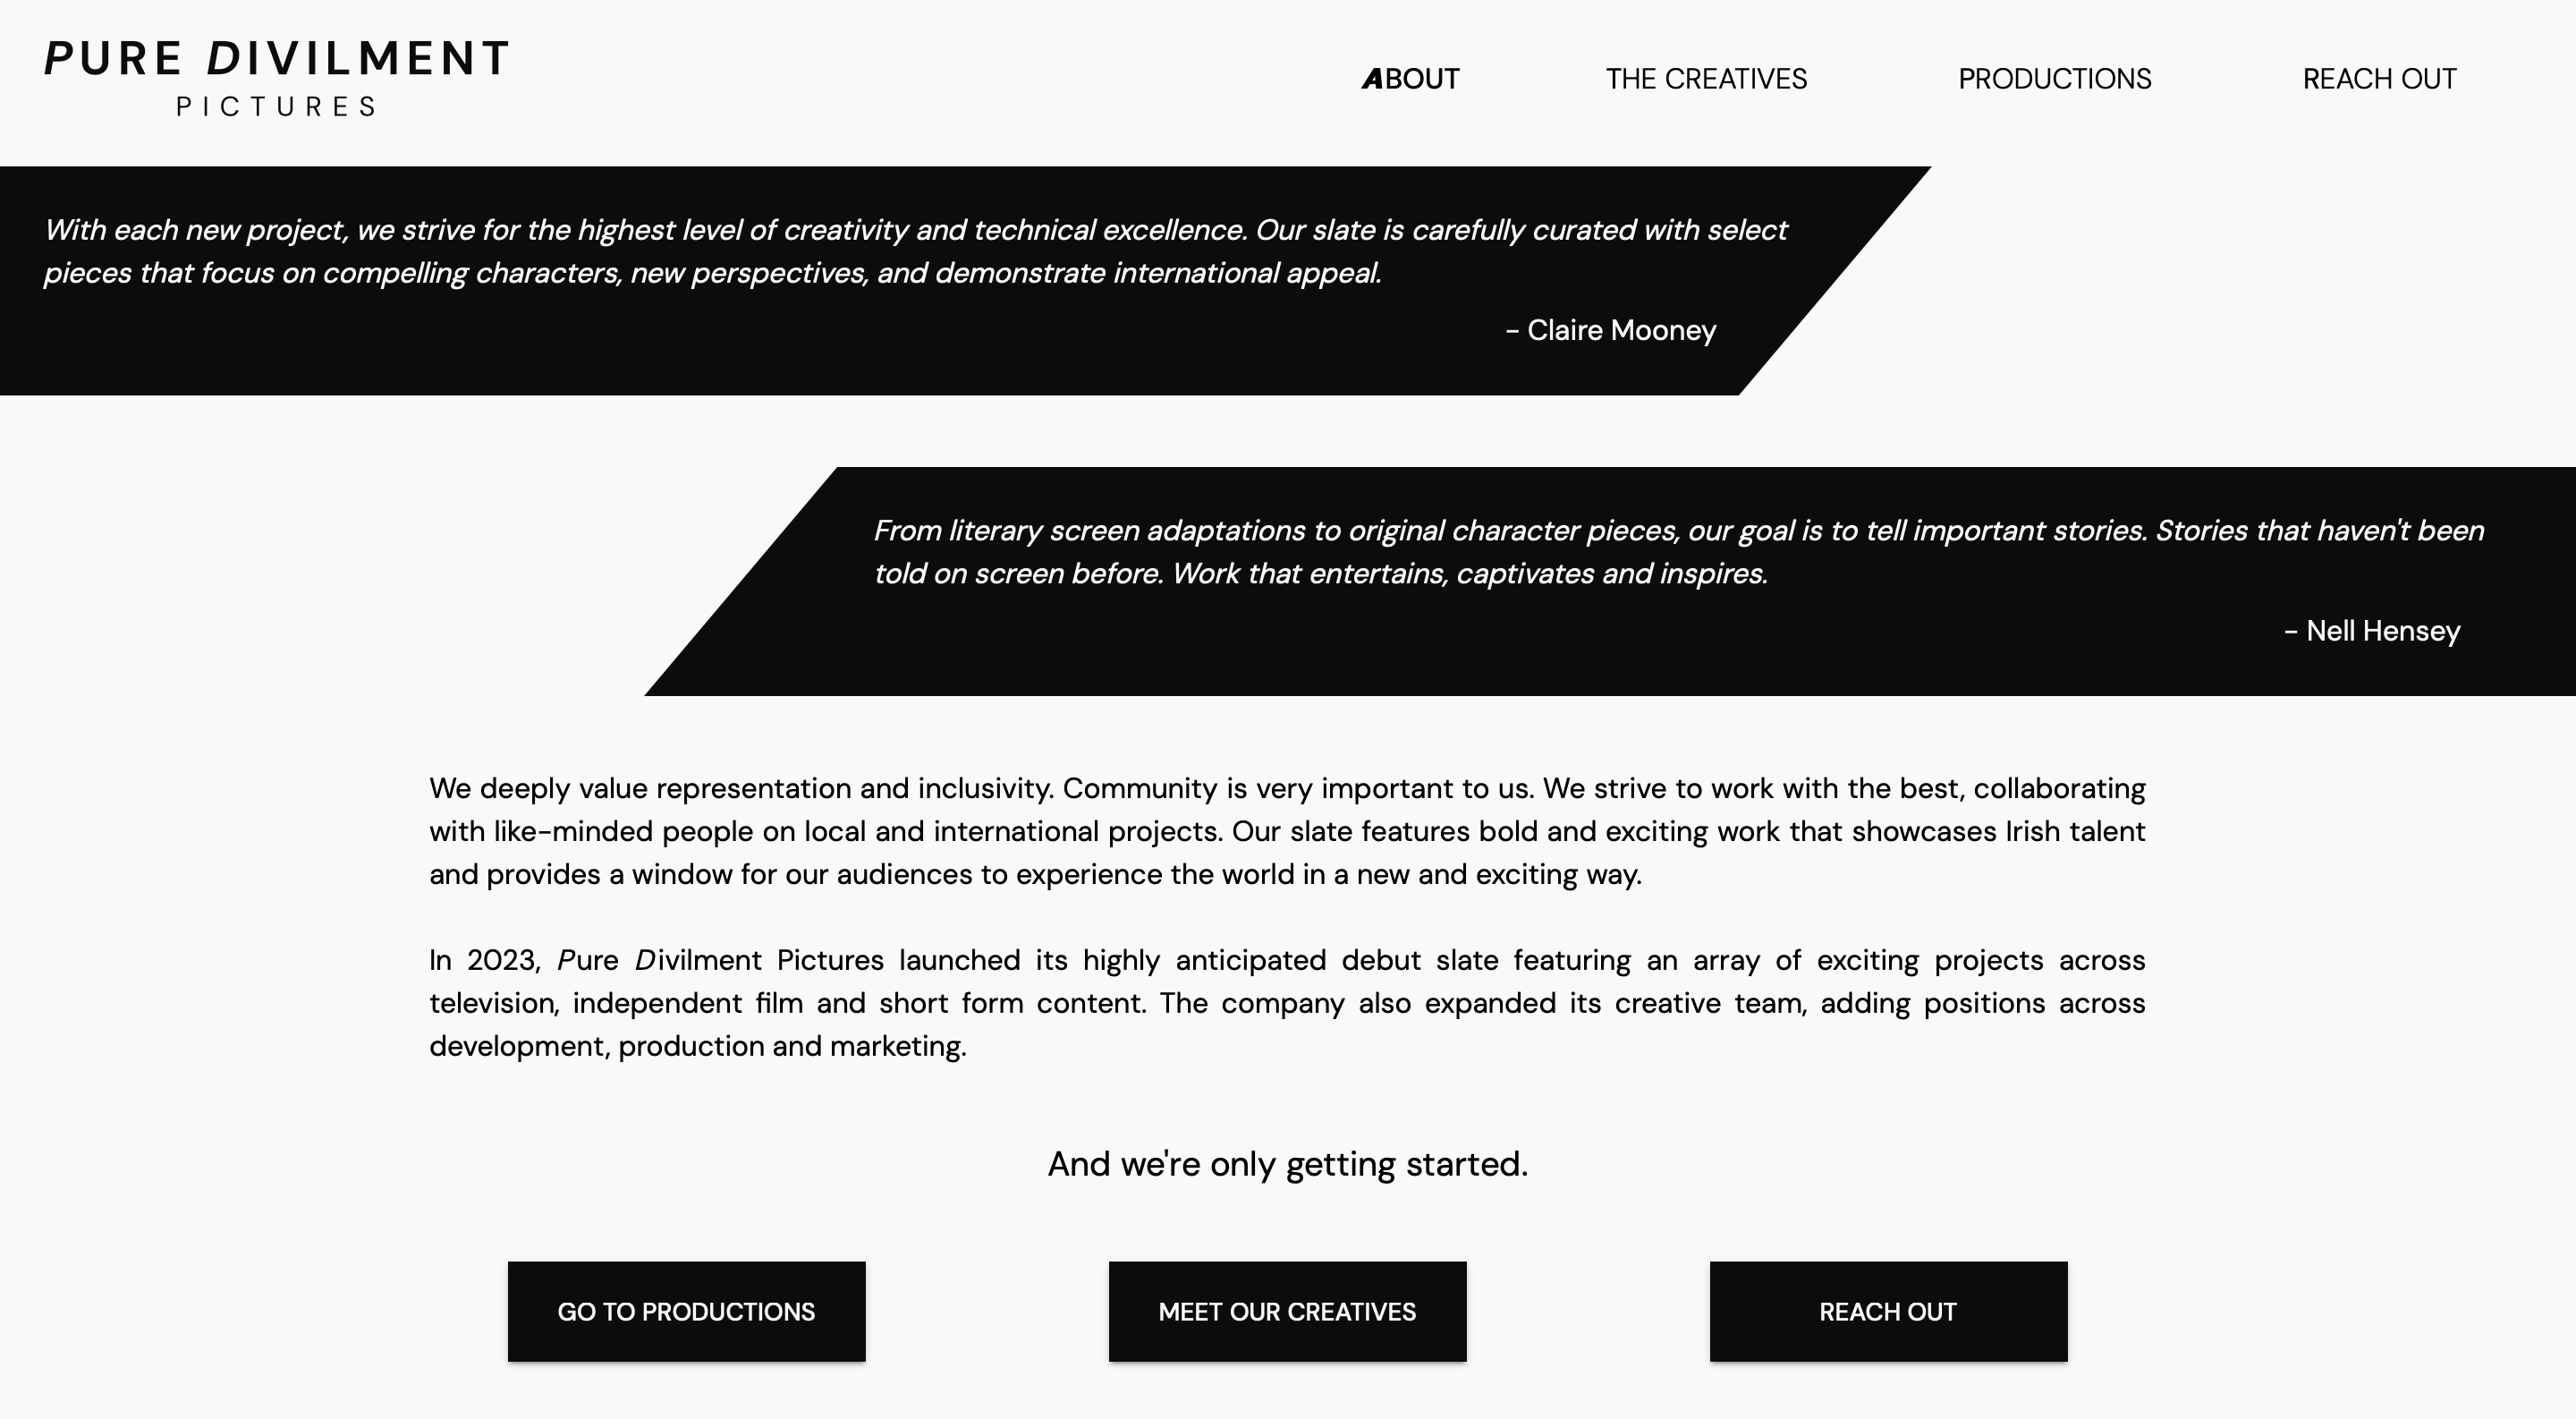 PURE DIVILMENT
PICTURES
ABOUT
THE CREATIVES
PRODUCTIONS
REACH OUT
With each new project, we strive for the highest level of creativity and technical excellence. Our slate is carefully curated with select
pieces that focus on compelling characters, new perspectives, and demonstrate international appeal.
- Claire Mooney
From literary screen adaptations to original character pieces, our goal is to tell important stories. Stories that haven't been
told on screen before. Work that entertains, captivates and inspires.
- Nell Hensey
We deeply value representation and inclusivity. Community is very important to us. We strive to work with the best, collaborating
with like-minded people on local and international projects. Our slate features bold and exciting work that showcases Irish talent
and provides a window for our audiences to experience the world in a new and exciting way.
In 2023, Pure Divilment Pictures launched its highly anticipated debut slate featuring an array of exciting projects across
television, independent film and short form content. The company also expanded its creative team, adding positions across
development, production and marketing.
And we're only getting started.
GO TO PRODUCTIONS
MEET OUR CREATIVES
REACH OUT